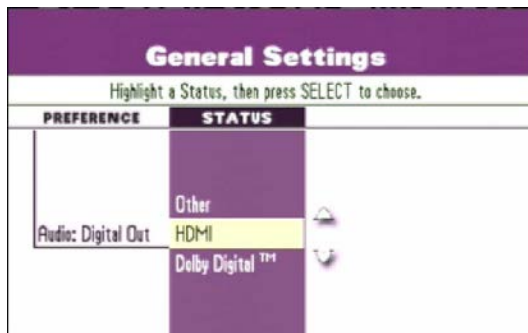 General Settings
Highlight a Status, then press SELECT to choose.
PREFERENCE STATUS
Other
Audio: Digital Out HDMI
Dolby Digital ™